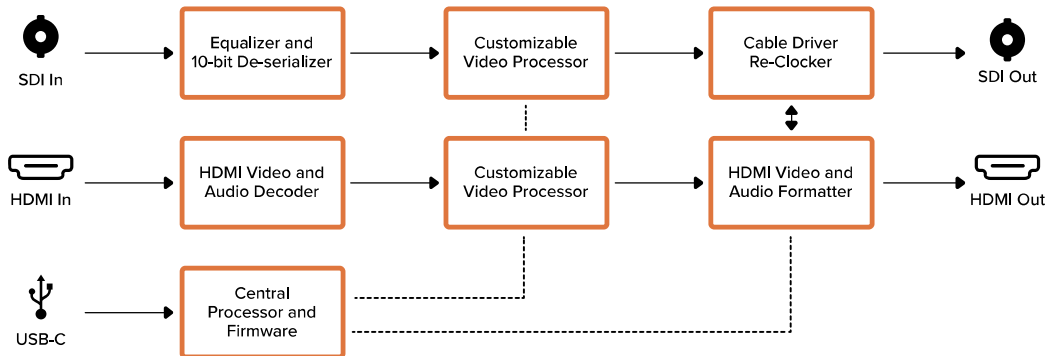 SDI In
Equalizer and
10-bit De-serializer
Customizable
Video Processor
Cable Driver
Re-Clocker
SDI Out
HDMI In
HDMI Video and
Audio Decoder
Customizable
Video Processor
HDMI Video and
Audio Formatter
HDMI Out
USB-C
Central
Processor and
Firmware